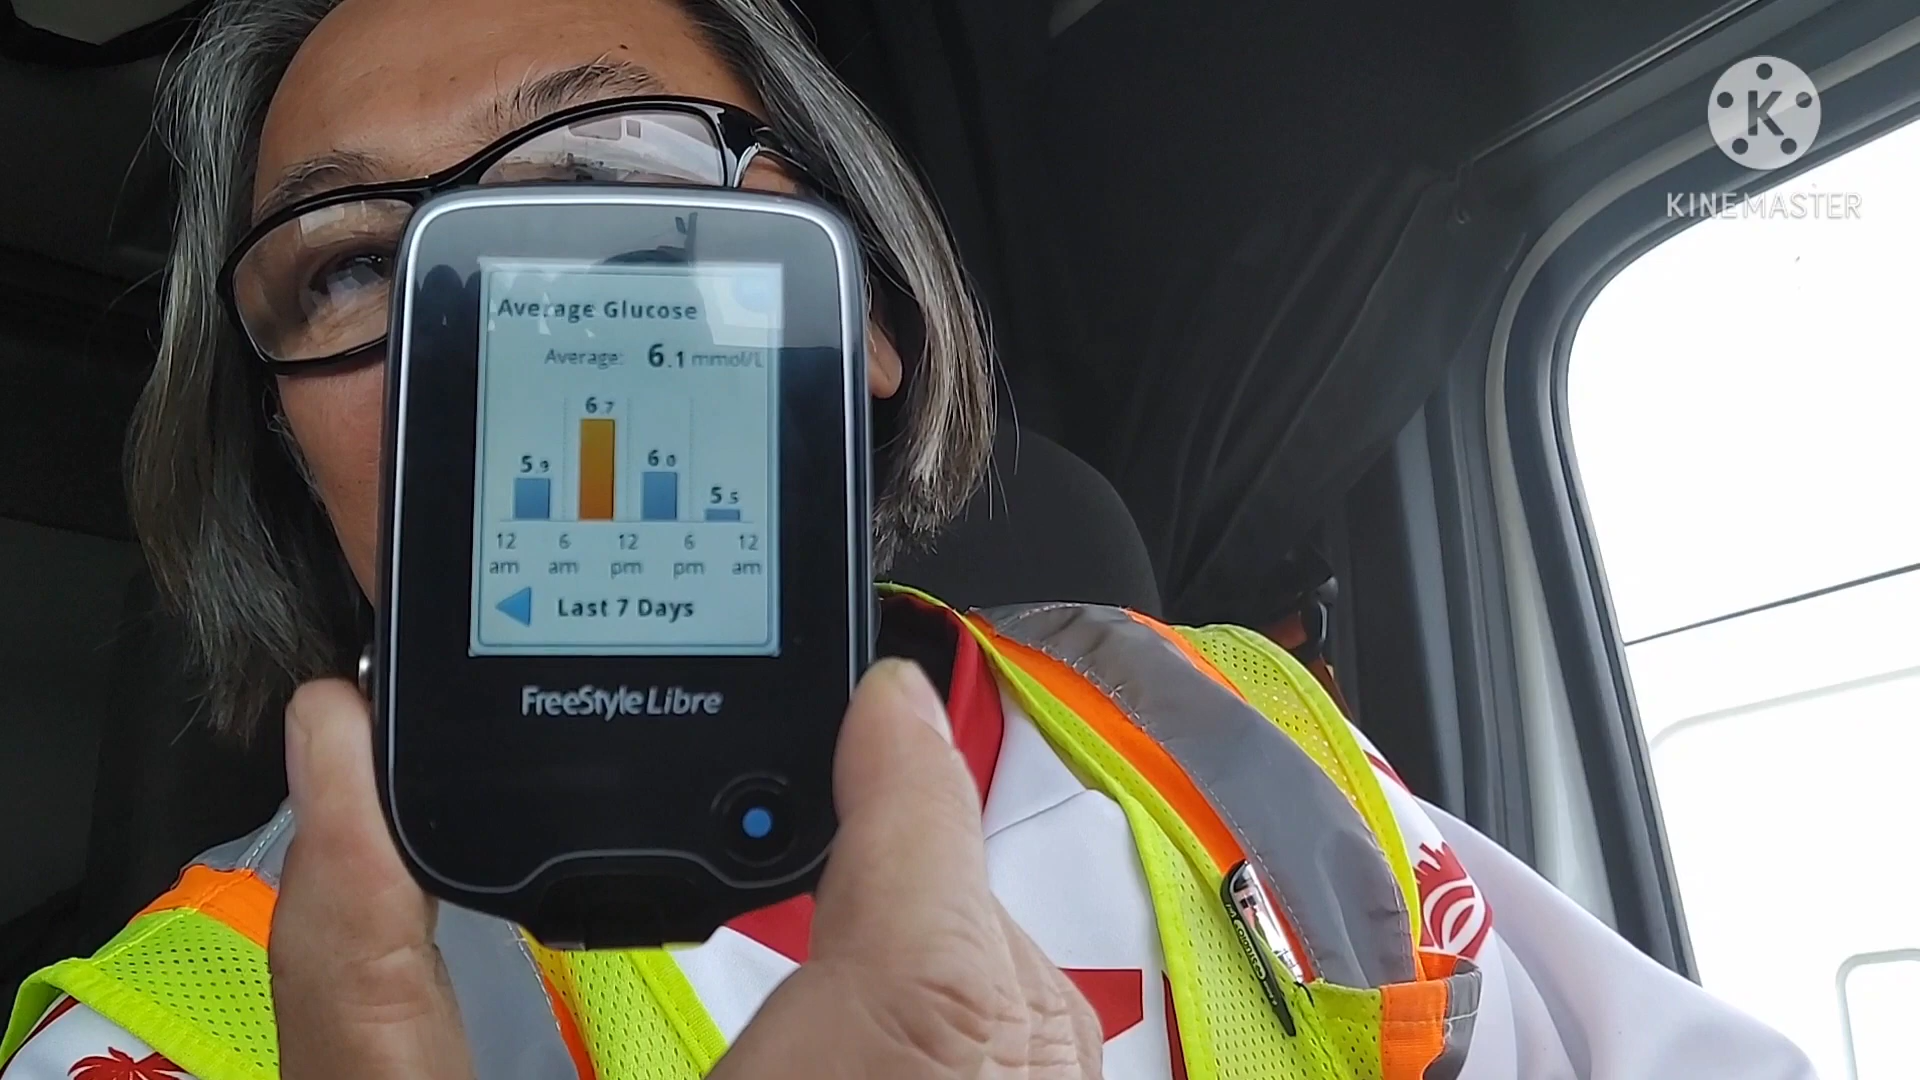 K
KINEMASTER
Average Glucose
Average: 6.1 mmol/L
6.7
5.9
6.0
5.5
12 6 12 6 12
am am pm pm am
Last 7 Days
FreeStyle Libre